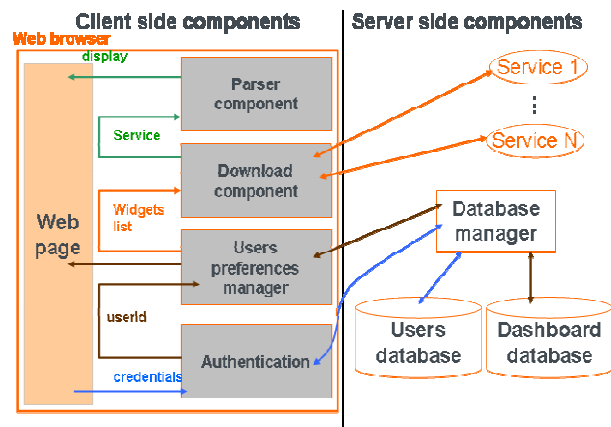 Client side components
Server side components
Web browser
display
Parser
component
Service 1
Service
Service N
Download
component
Widgets
list
Web
page
Database
manager
Users
preferences
manager
userId
Users
database
Dashboard
database
Authentication
credentials